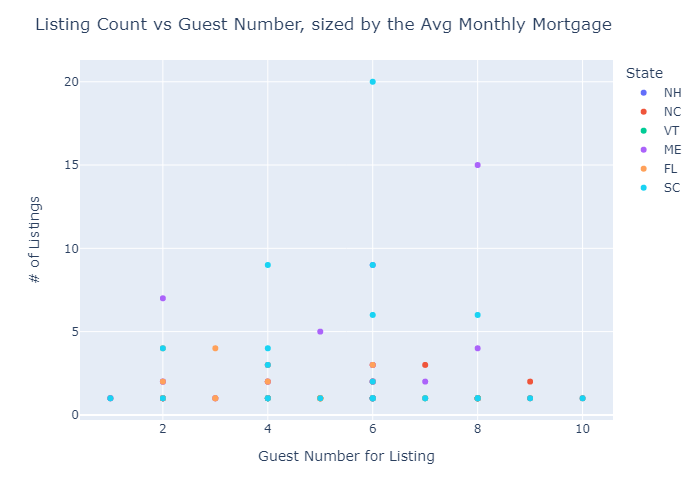 Listing Count vs Guest Number, sized by the Avg Monthly Mortgage
State
NH
NC
VT
ME
FL
SC
# of Listings
20
15
10
5
0
2
4
6
8
10
Guest Number for Listing